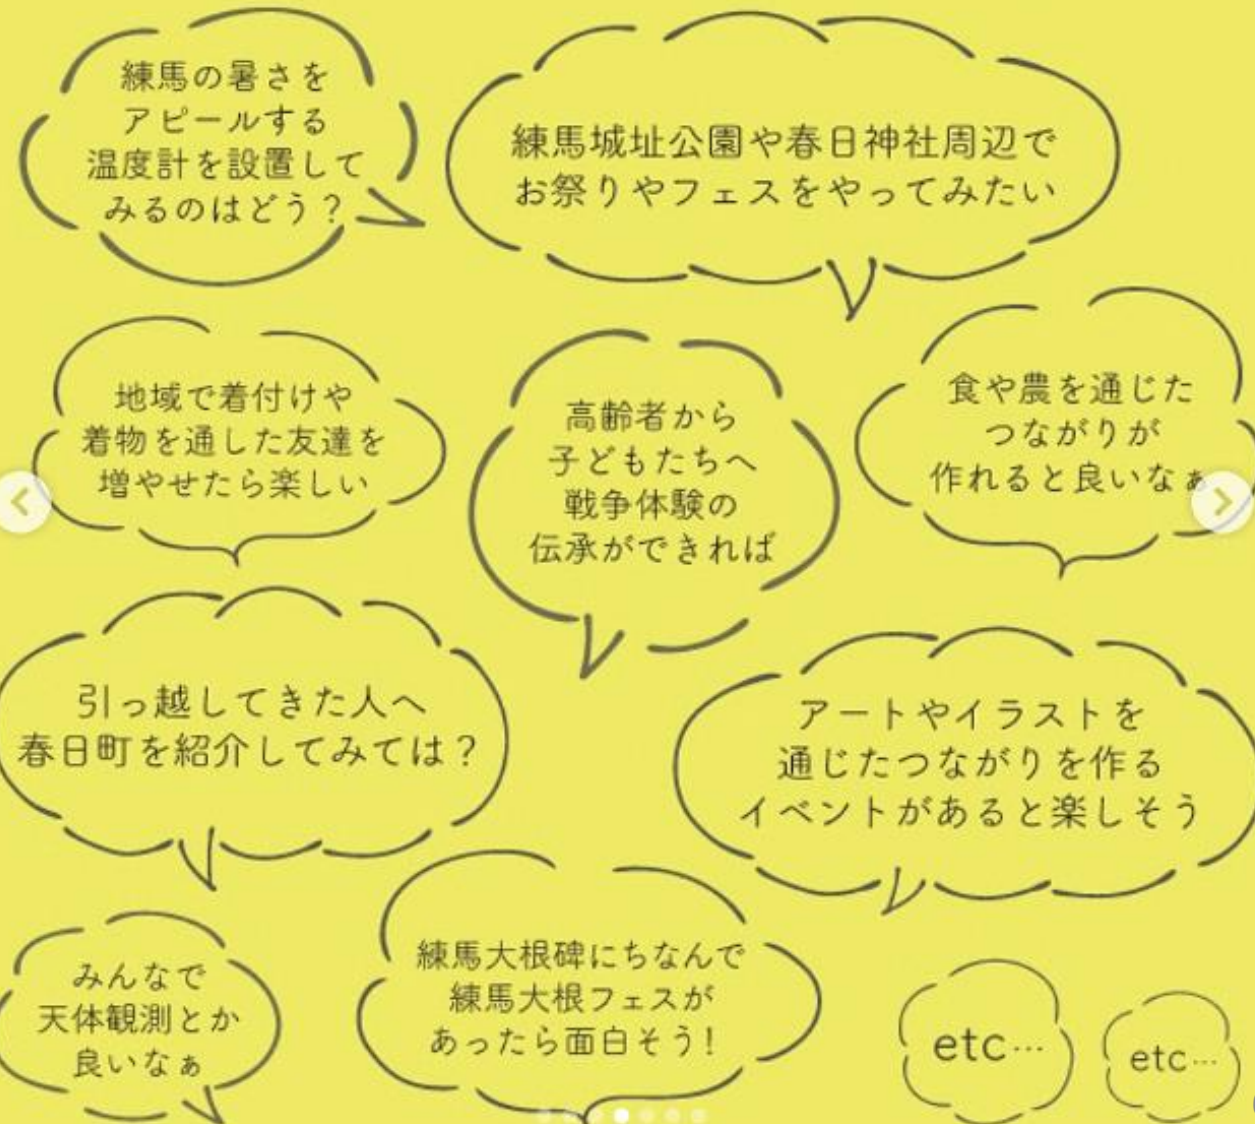 練馬の暑さを
アピールする
温度計を設置して
みるのはどう？
練馬城址公園や春日神社周辺で
お祭りやフェスをやってみたい
地域で着付けや
着物を通した友達を
増やせたら楽しい
高齢者から
子どもたちへ
戦争体験の
伝承ができれば
食や農を通じた
つながりが
作れると良いなぁ
引っ越してきた人へ
春日町を紹介してみては？
アートやイラストを
通じたつながりを作る
イベントがあると楽しそう
みんなで
天体観測とか
良いなぁ
練馬大根碑にちなんで
練馬大根フェスが
あったら面白そう！
etc…
etc…